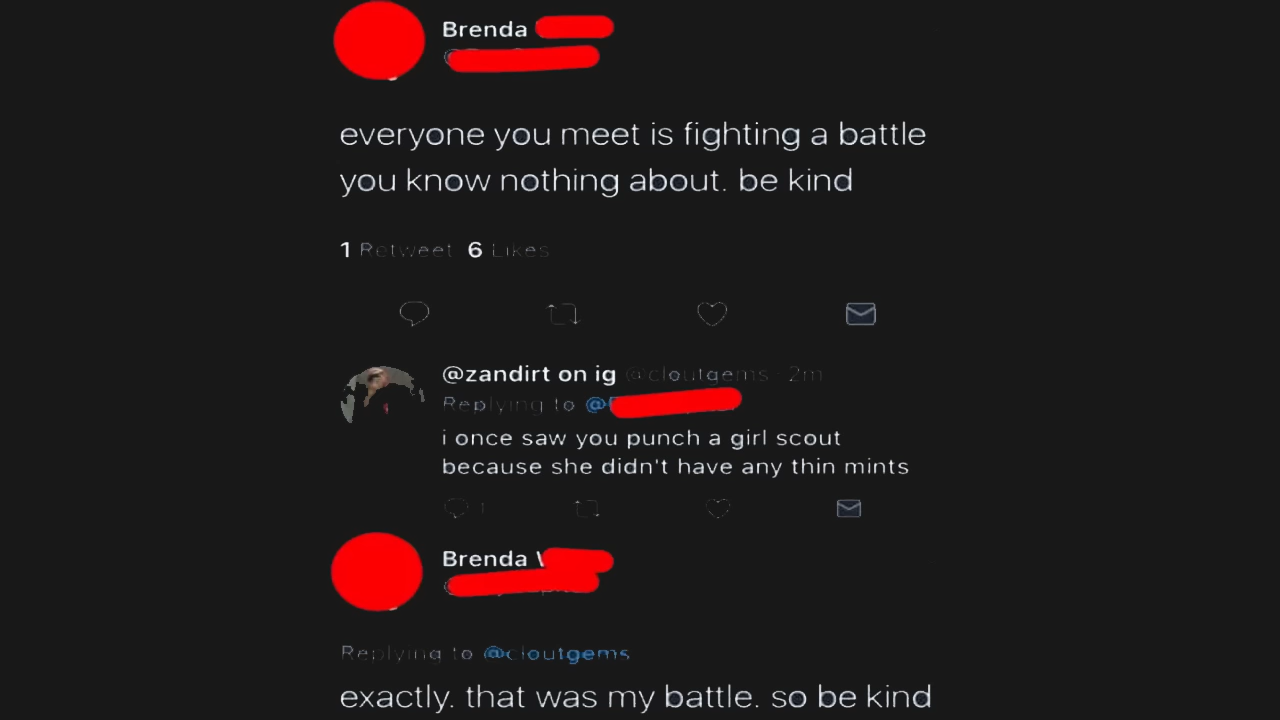 Brenda
everyone you meet is fighting a battle
you know nothing about. be kind
1 Retweet 6 Likes
@zandirt on ig @cloutgems 2m
Replying to
i once saw you punch a girl scout
because she didn't have any thin mints
1
Brenda
Replying to @cloutgems
exactly. that was my battle. so be kind